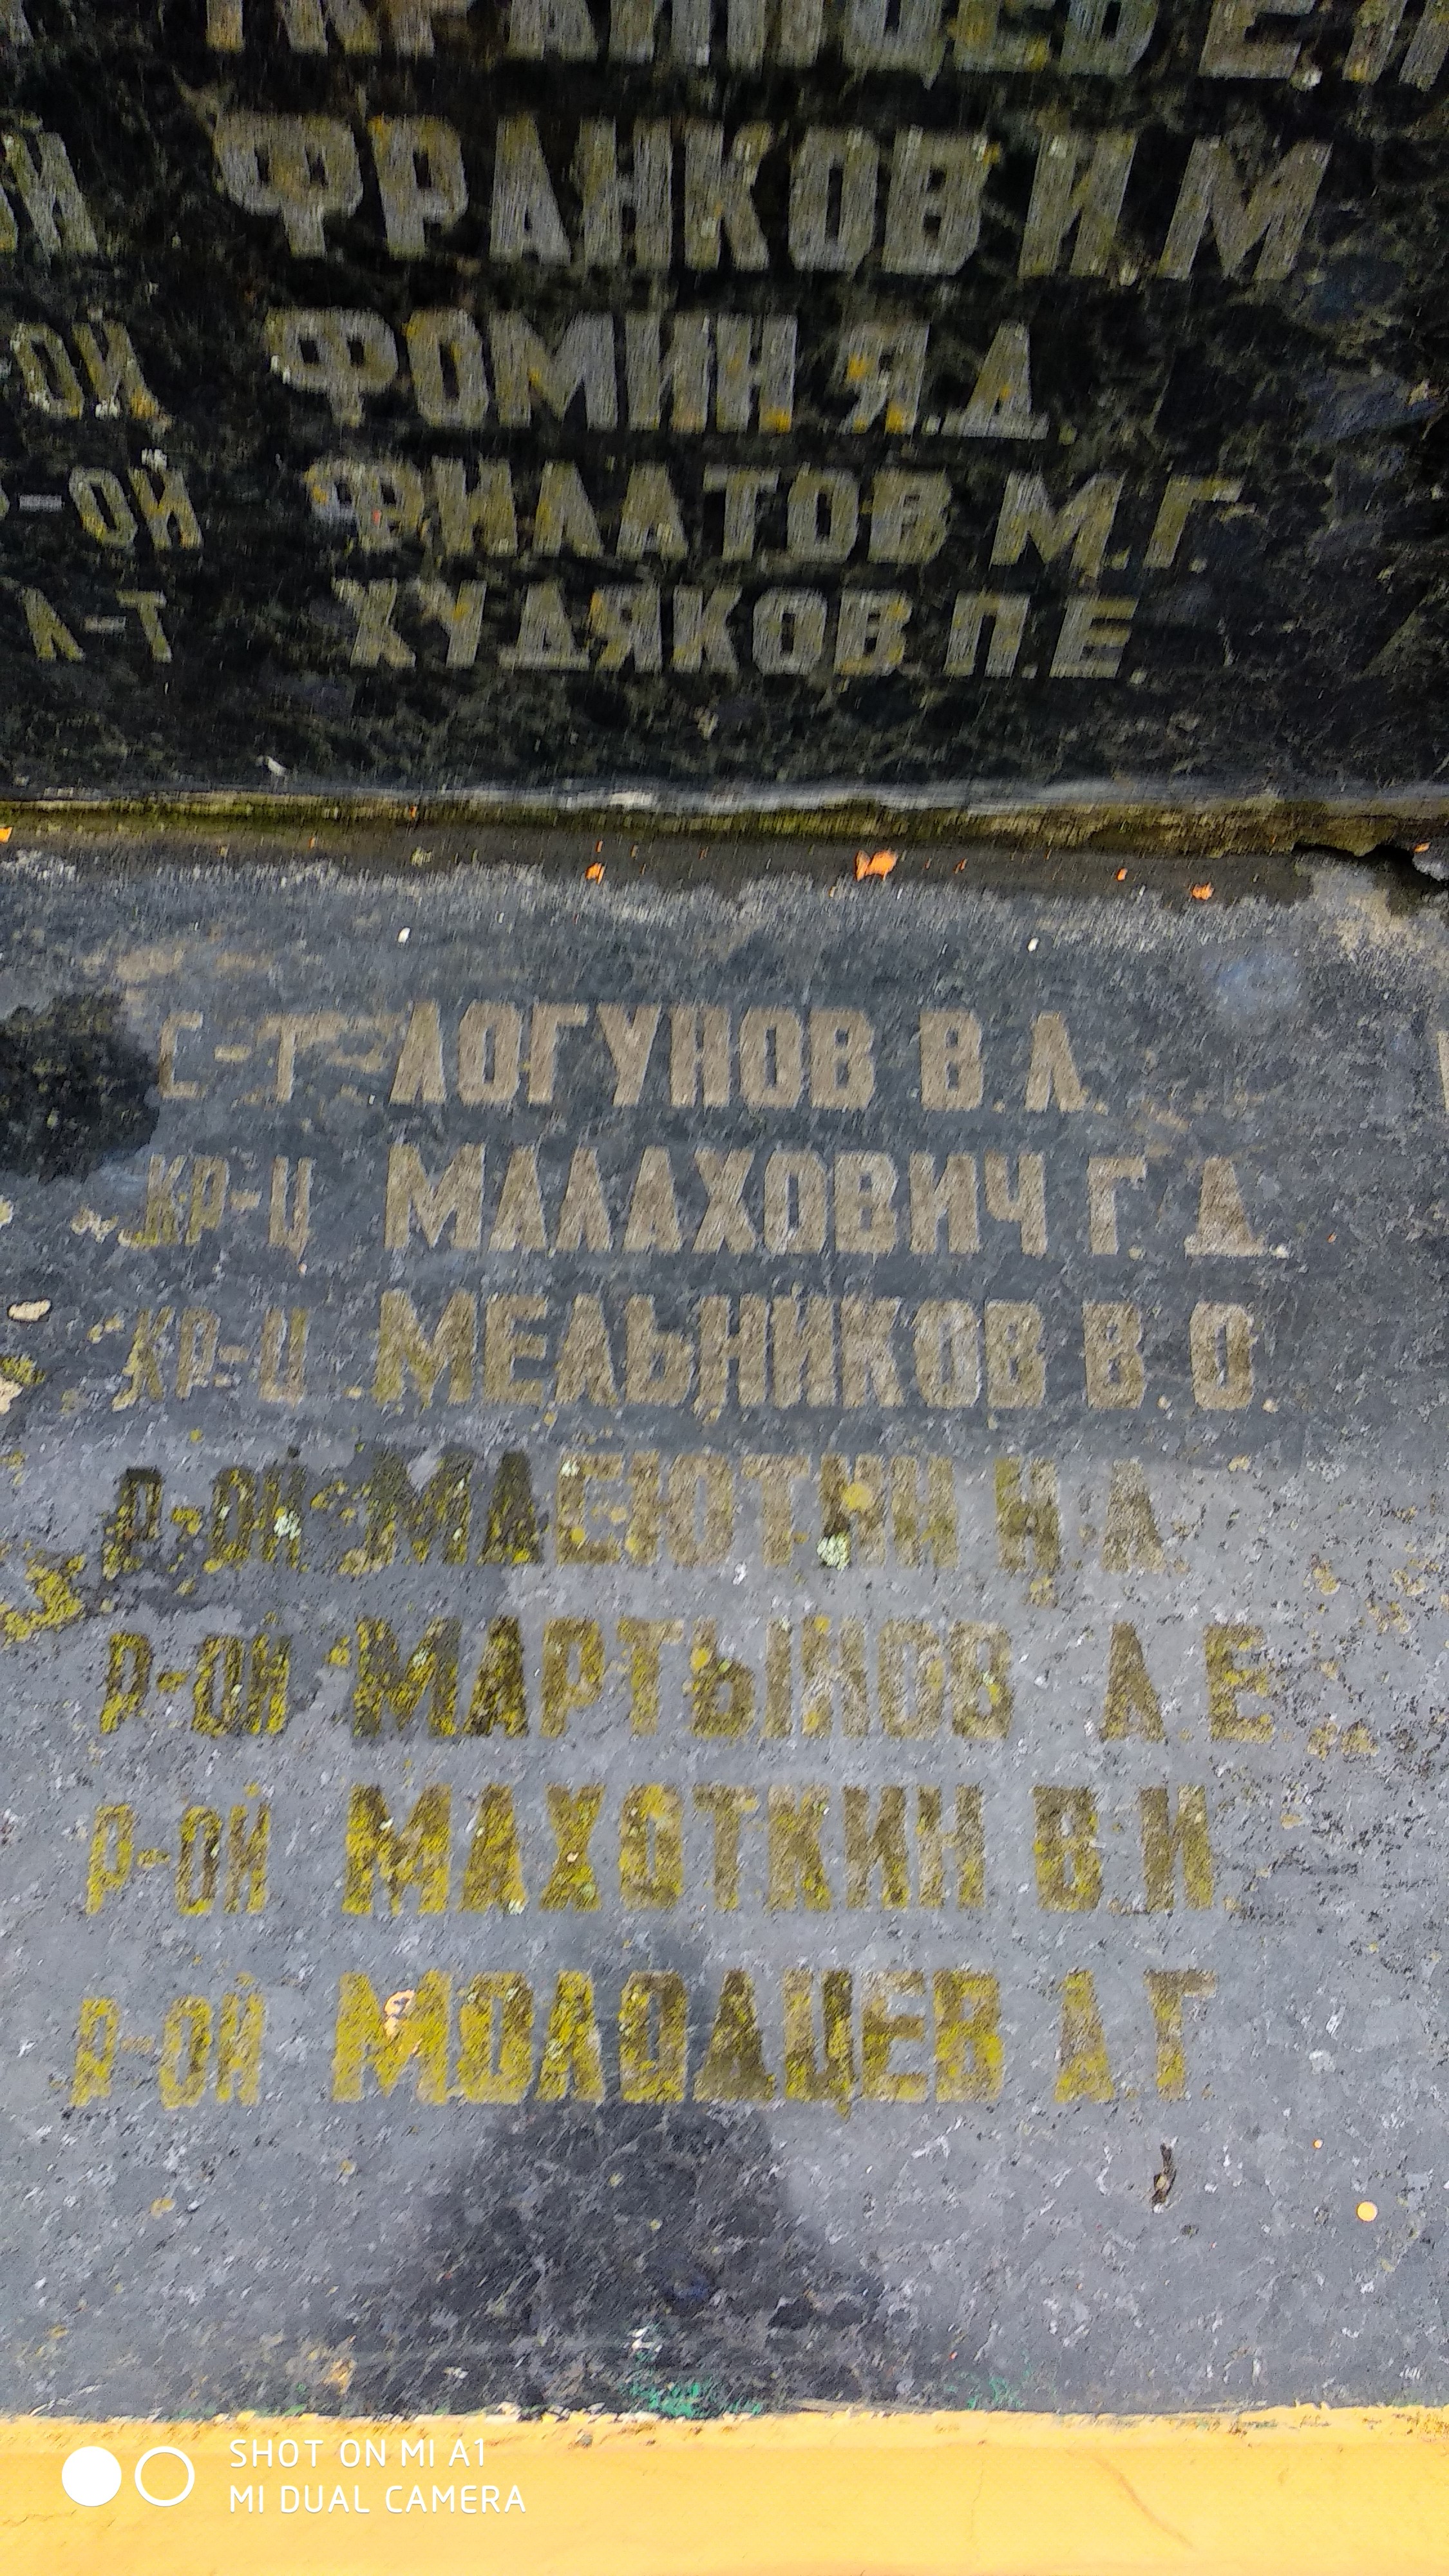 ФРАНКОВ И М
ОЙ ФОМИН Я.Д.
-ОЙ ФИЛАТОВ М.Г.
Л-Т ХУДЯКОВ П.Е.
С-Т ЛОГУНОВ В.Л.
КР-Ц МАЛАХОВИЧ Г.Д.
КР-Ц МЕЛЬНИКОВ В.О.
Р-ОЙ МАЕЮТИН Н.А.
Р-ОЙ МАРТЫНОВ А.Е.
Р-ОЙ МАХОТКИН В.И.
Р-ОЙ МОЛОДЦЕВ А.Г.
SHOT ON MI A1
MI DUAL CAMERA